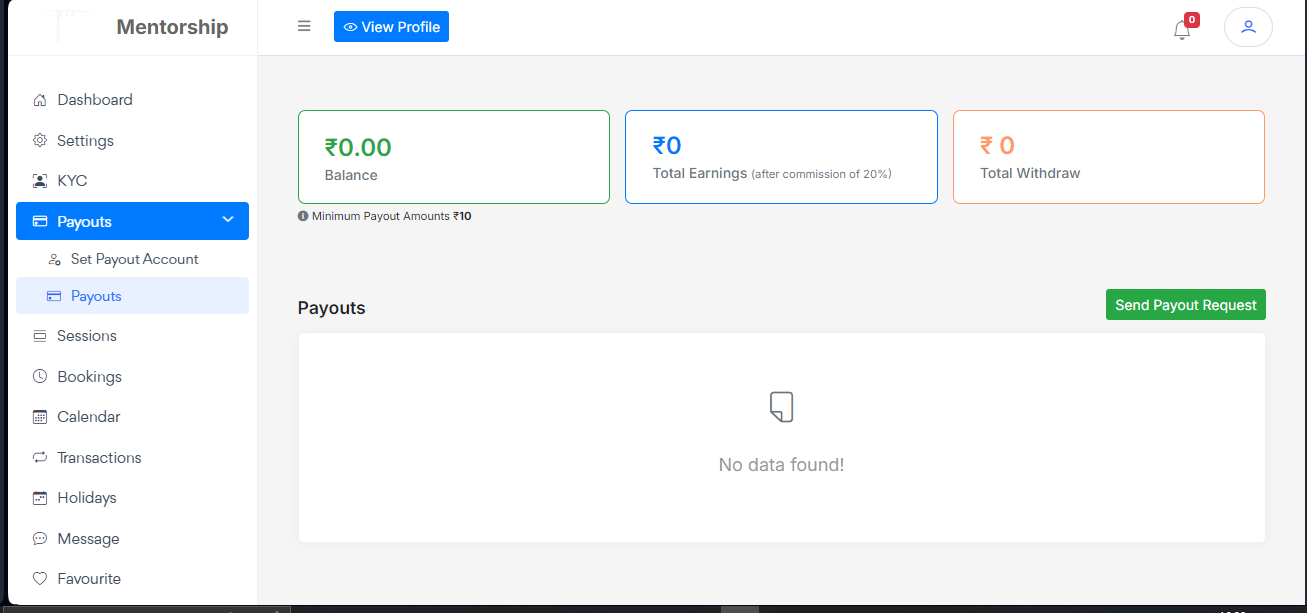 Mentorship
View Profile
0
Dashboard
Settings
KYC
Payouts
Set Payout Account
Payouts
Sessions
Bookings
Calendar
Transactions
Holidays
Message
Favourite
₹0.00
Balance
₹0
Total Earnings (after commission of 20%)
₹ 0
Total Withdraw
Minimum Payout Amounts ₹10
Payouts
Send Payout Request
No data found!